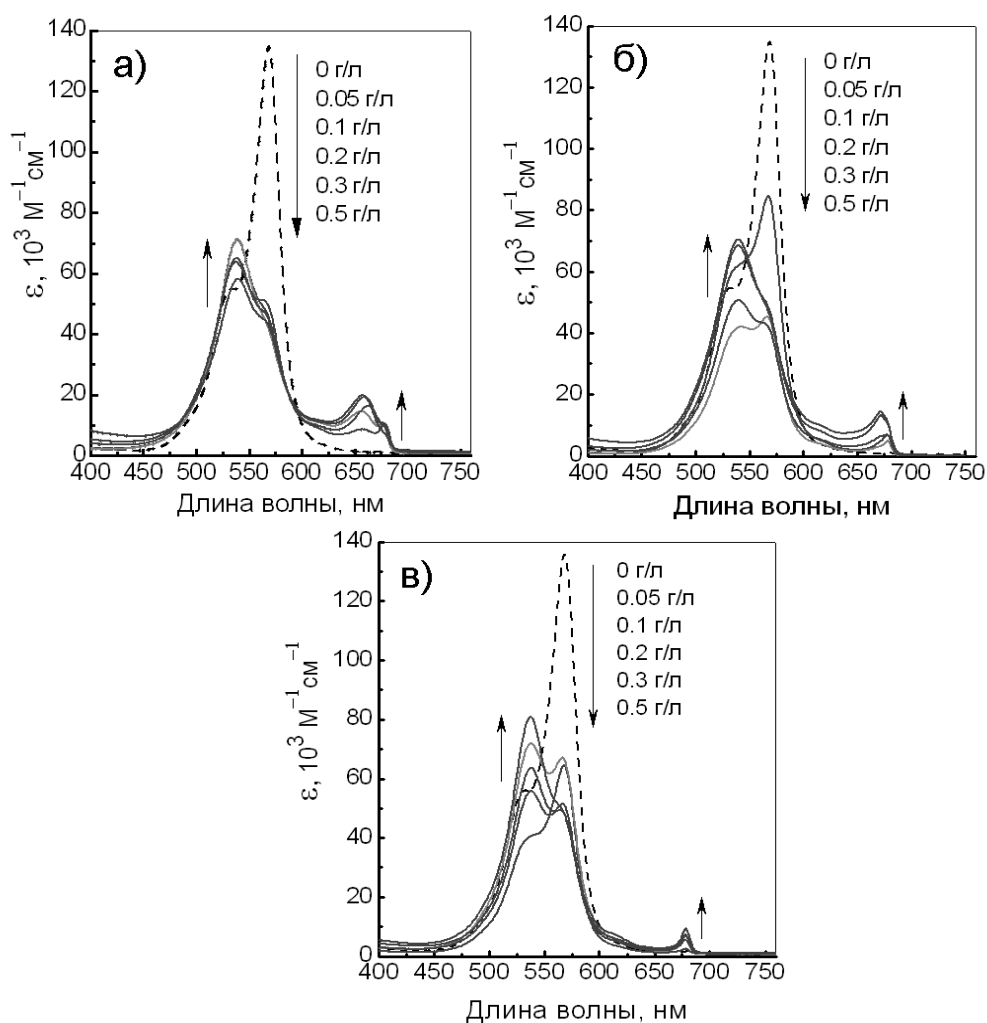 а)
140
120
100
80
60
40
20
0
ε, 10³ М⁻¹см⁻¹
0 г/л
0.05 г/л
0.1 г/л
0.2 г/л
0.3 г/л
0.5 г/л
400 450 500 550 600 650 700 750
Длина волны, нм
б)
140
120
100
80
60
40
20
0
ε, 10³ М⁻¹см⁻¹
0 г/л
0.05 г/л
0.1 г/л
0.2 г/л
0.3 г/л
0.5 г/л
400 450 500 550 600 650 700 750
Длина волны, нм
в)
140
120
100
80
60
40
20
0
ε, 10³ М⁻¹см⁻¹
0 г/л
0.05 г/л
0.1 г/л
0.2 г/л
0.3 г/л
0.5 г/л
400 450 500 550 600 650 700 750
Длина волны, нм